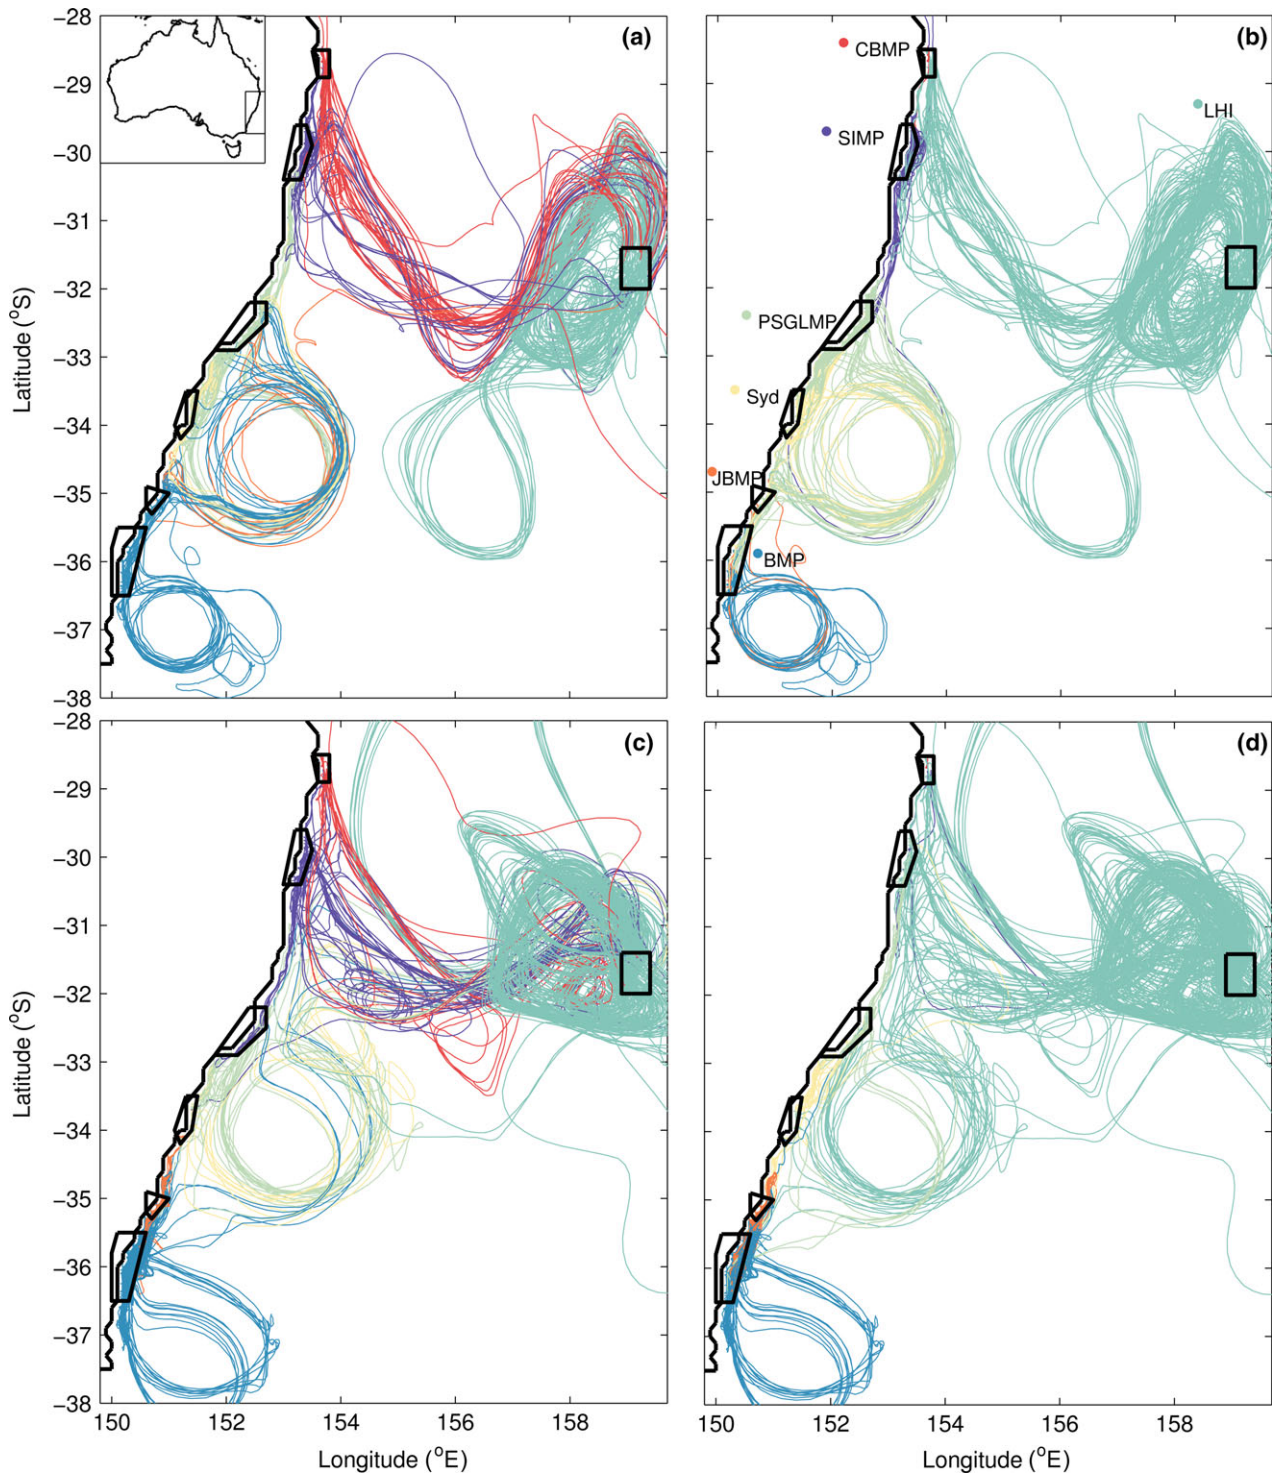 (a)
−28
−29
−30
−31
−32
−33
−34
−35
−36
−37
−38
Latitude (°S)
(b)
CBMP
LHI
SIMP
PSGLMP
Syd
JBMP
BMP
(c)
−28
−29
−30
−31
−32
−33
−34
−35
−36
−37
−38
Latitude (°S)
150 152 154 156 158
Longitude (°E)
(d)
150 152 154 156 158
Longitude (°E)